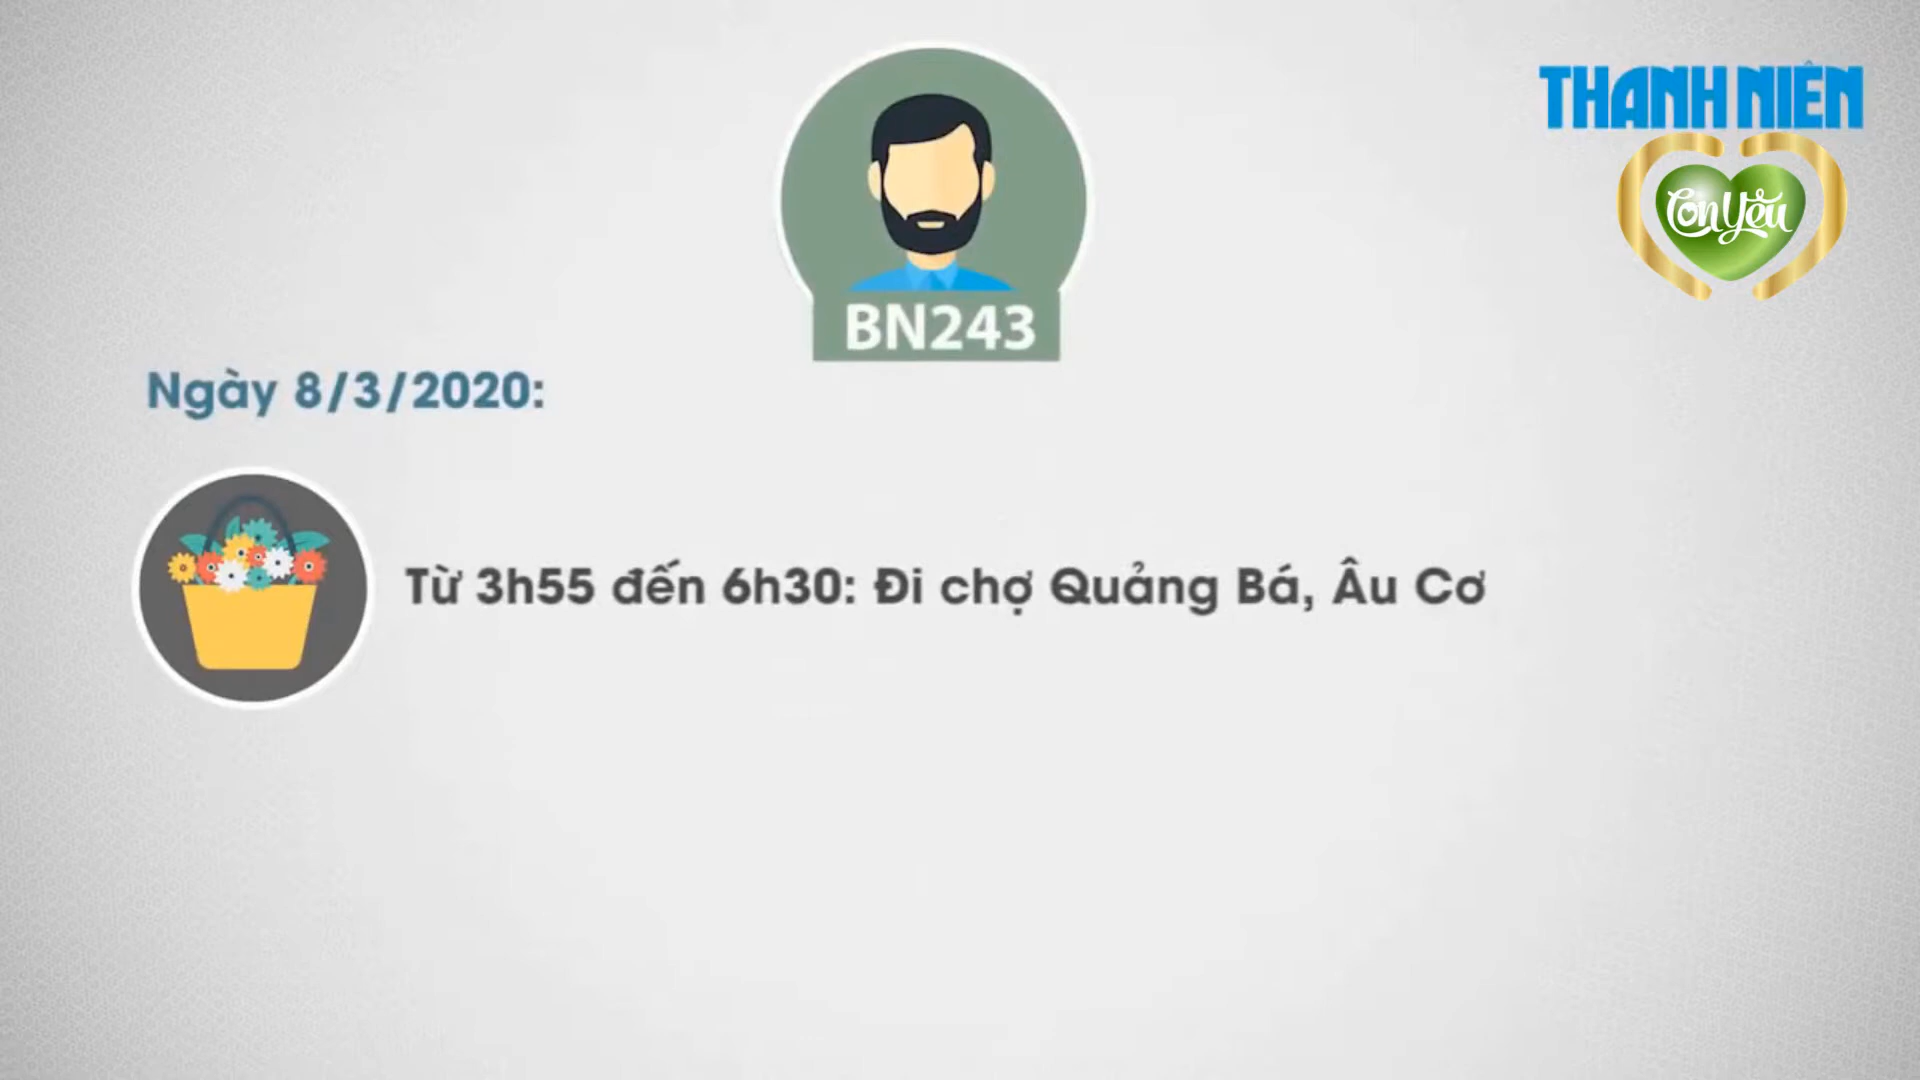 THANH NIÊN
Con Yêu
BN243
Ngày 8/3/2020:
Từ 3h55 đến 6h30: Đi chợ Quảng Bá, Âu Cơ